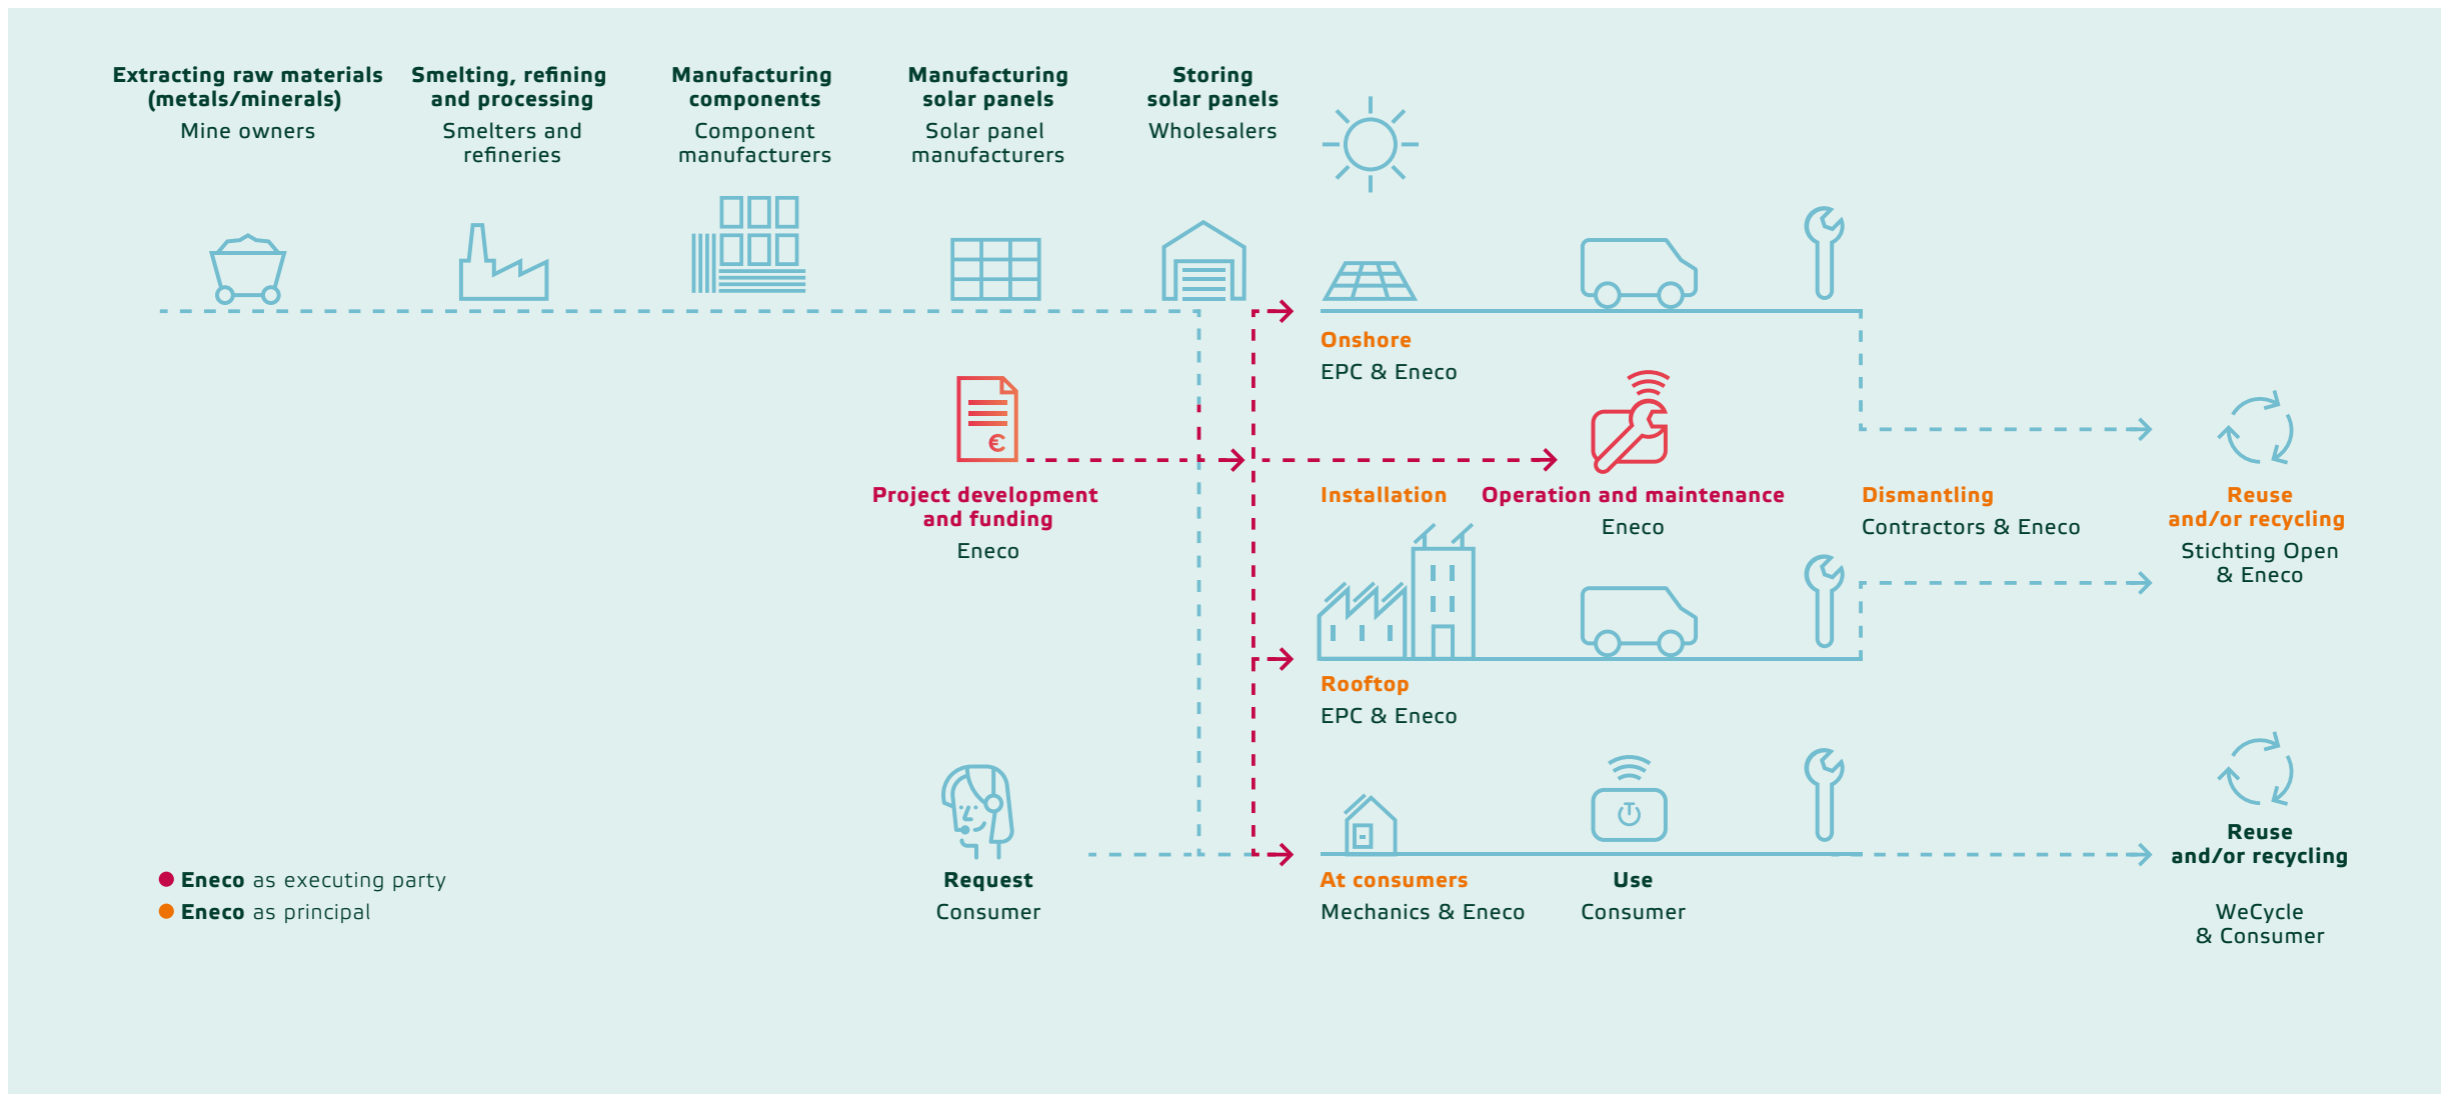 Extracting raw materials
(metals/minerals)
Mine owners
Smelting, refining
and processing
Smelters and
refineries
Manufacturing
components
Component
manufacturers
Manufacturing
solar panels
Solar panel
manufacturers
Storing
solar panels
Wholesalers
Onshore
EPC & Eneco
€
Project development
and funding
Eneco
Installation
Operation and maintenance
Eneco
Dismantling
Contractors & Eneco
Reuse
and/or recycling
Stichting Open
& Eneco
Rooftop
EPC & Eneco
Request
Consumer
At consumers
Mechanics & Eneco
Use
Consumer
Reuse
and/or recycling
WeCycle
& Consumer
Eneco as executing party
Eneco as principal